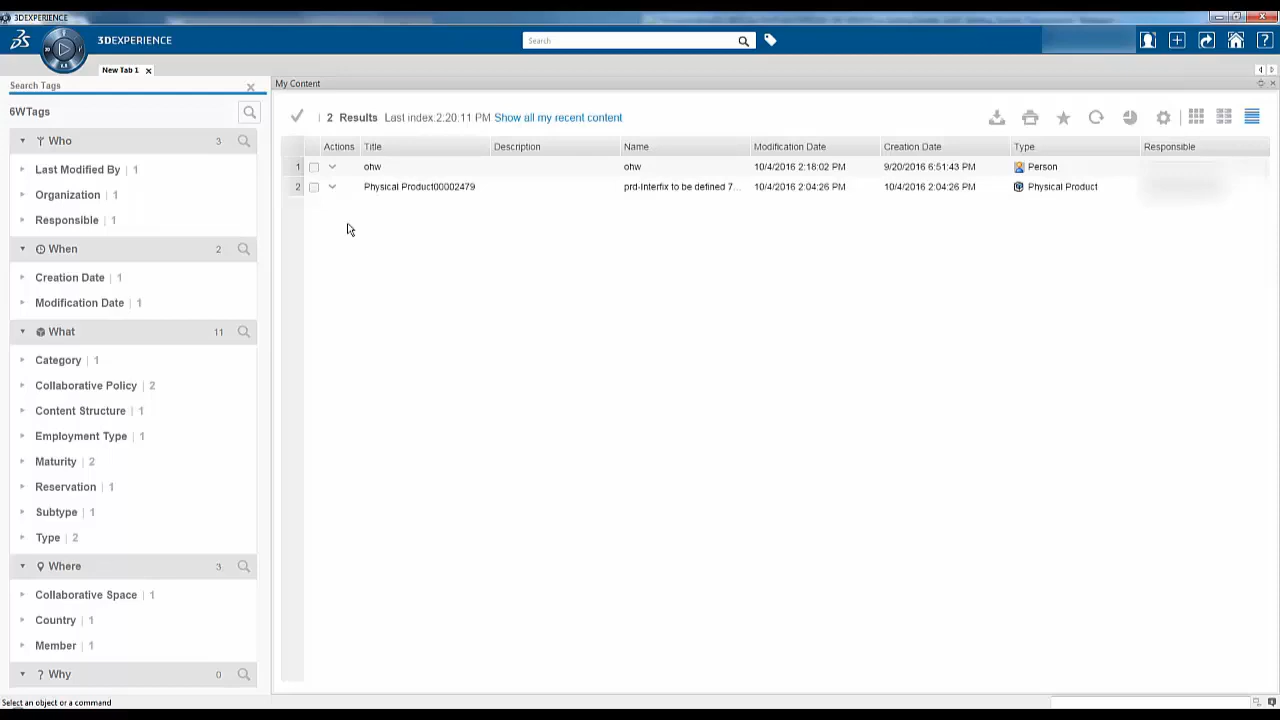 3DEXPERIENCE
3DEXPERIENCE
Search
New Tab 1
Search Tags
My Content
6WTags
2 Results Last index:2:20:11 PM Show all my recent content
Who 3
Last Modified By | 1
Organization | 1
Responsible | 1
When 2
Creation Date | 1
Modification Date | 1
What 11
Category | 1
Collaborative Policy | 2
Content Structure | 1
Employment Type | 1
Maturity | 2
Reservation | 1
Subtype | 1
Type | 2
Where 3
Collaborative Space | 1
Country | 1
Member | 1
? Why 0
Actions Title Description Name Modification Date Creation Date Type Responsible
1 ohw ohw 10/4/2016 2:18:02 PM 9/20/2016 6:51:43 PM Person
2 Physical Product00002479 prd-Interfix to be defined 7... 10/4/2016 2:04:26 PM 10/4/2016 2:04:26 PM Physical Product
Select an object or a command